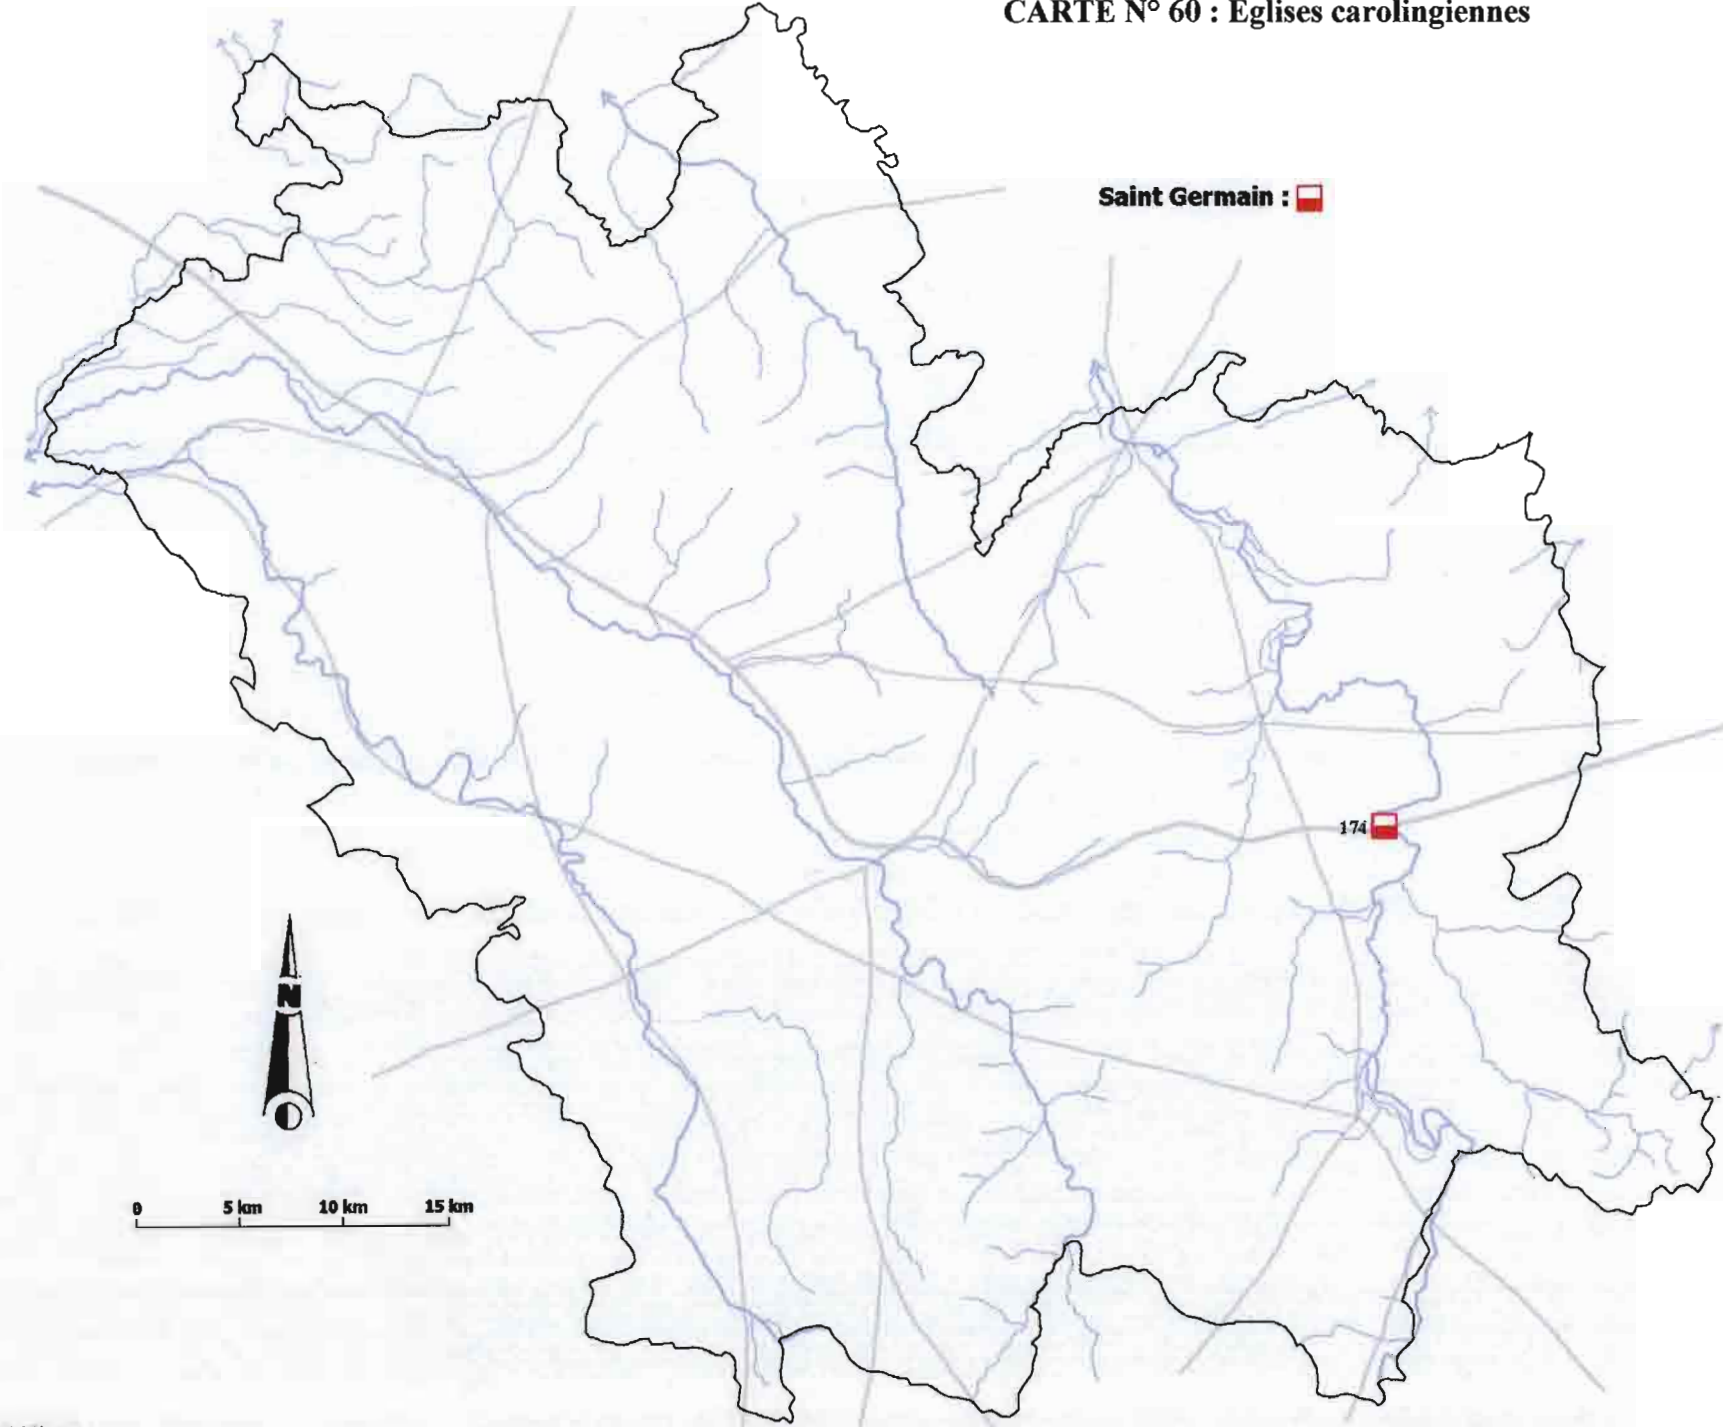 CARTE N° 60 : Eglises carolingiennes
Saint Germain :
174
N
0 5 km 10 km 15 km